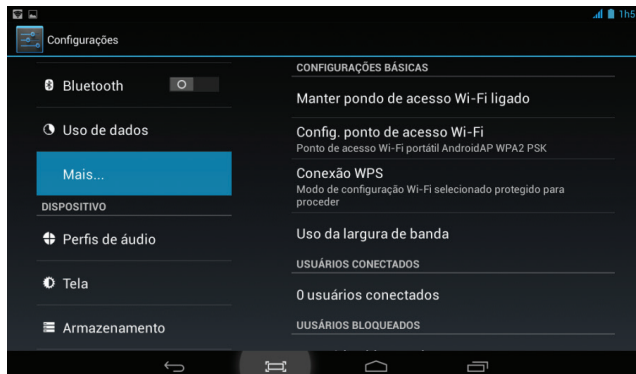 1h5
Configurações
Bluetooth
Uso de dados
Mais...
DISPOSITIVO
Perfis de áudio
Tela
Armazenamento
CONFIGURAÇÕES BÁSICAS
Manter pondo de acesso Wi-Fi ligado
Config. ponto de acesso Wi-Fi
Ponto de acesso Wi-Fi portátil AndroidAP WPA2 PSK
Conexão WPS
Modo de configuração Wi-Fi selecionado protegido para
proceder
Uso da largura de banda
USUÁRIOS CONECTADOS
0 usuários conectados
UUSÁRIOS BLOQUEADOS